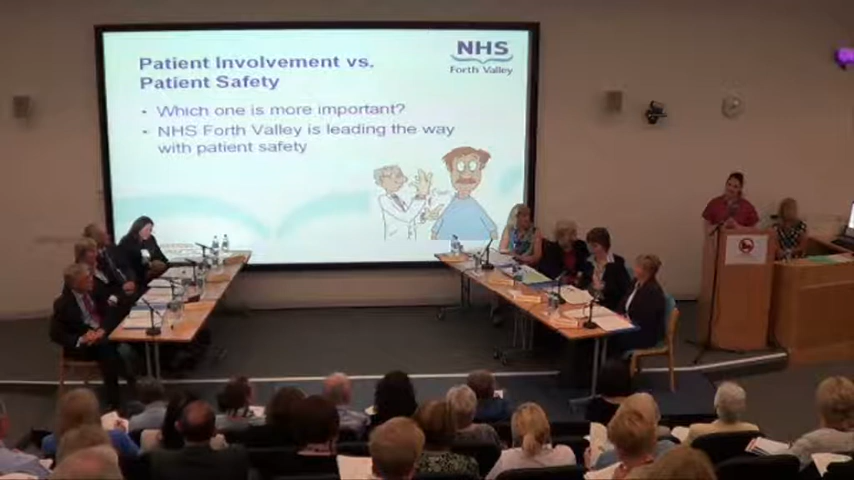 Patient Involvement vs.
Patient Safety
NHS
Forth Valley
• Which one is more important?
• NHS Forth Valley is leading the way
with patient safety